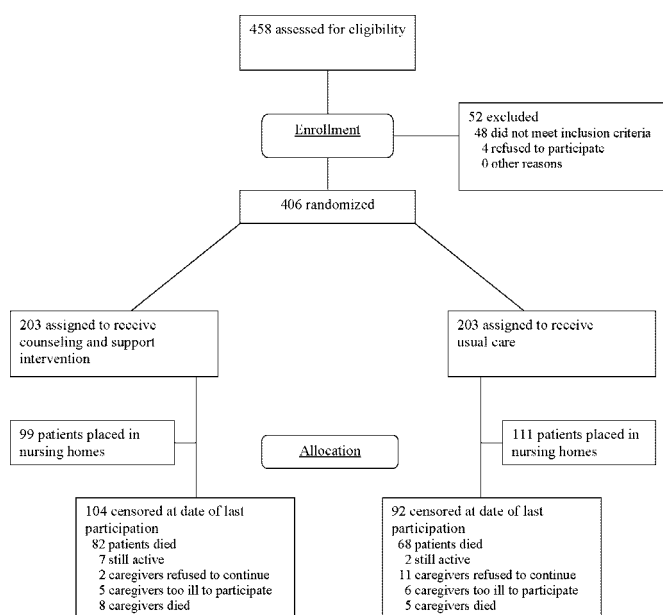 458 assessed for eligibility
Enrollment
52 excluded
48 did not meet inclusion criteria
4 refused to participate
0 other reasons
406 randomized
203 assigned to receive
counseling and support
intervention
203 assigned to receive
usual care
99 patients placed in
nursing homes
Allocation
111 patients placed in
nursing homes
104 censored at date of last
participation
82 patients died
7 still active
2 caregivers refused to continue
5 caregivers too ill to participate
8 caregivers died
92 censored at date of last
participation
68 patients died
2 still active
11 caregivers refused to continue
6 caregivers too ill to participate
5 caregivers died